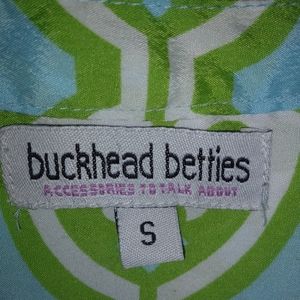 buckhead betties
ACCESSORIES TO TALK ABOUT
S